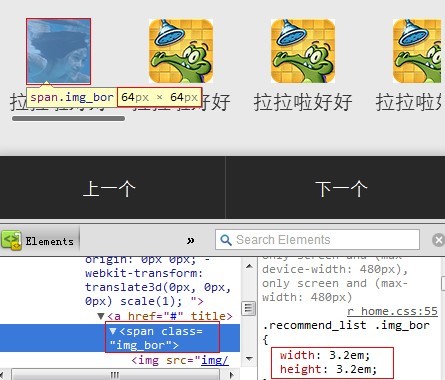 span.img_bor 64px × 64px
拉拉啦好好 拉拉啦好好 拉拉啦好好 拉拉啦
上一个 下一个
Elements » Search Elements
origin: 0px 0px; -
webkit-transform:
translate3d(0px, 0px,
0px) scale(1); ">
▼<a href="#" title>
▼<span class=
"img_bor">
<img src="img/
only screen and (max-
device-width: 480px),
only screen and (max-
width: 480px)
r home.css:55
.recommend_list .img_bor
{
width: 3.2em;
height: 3.2em;